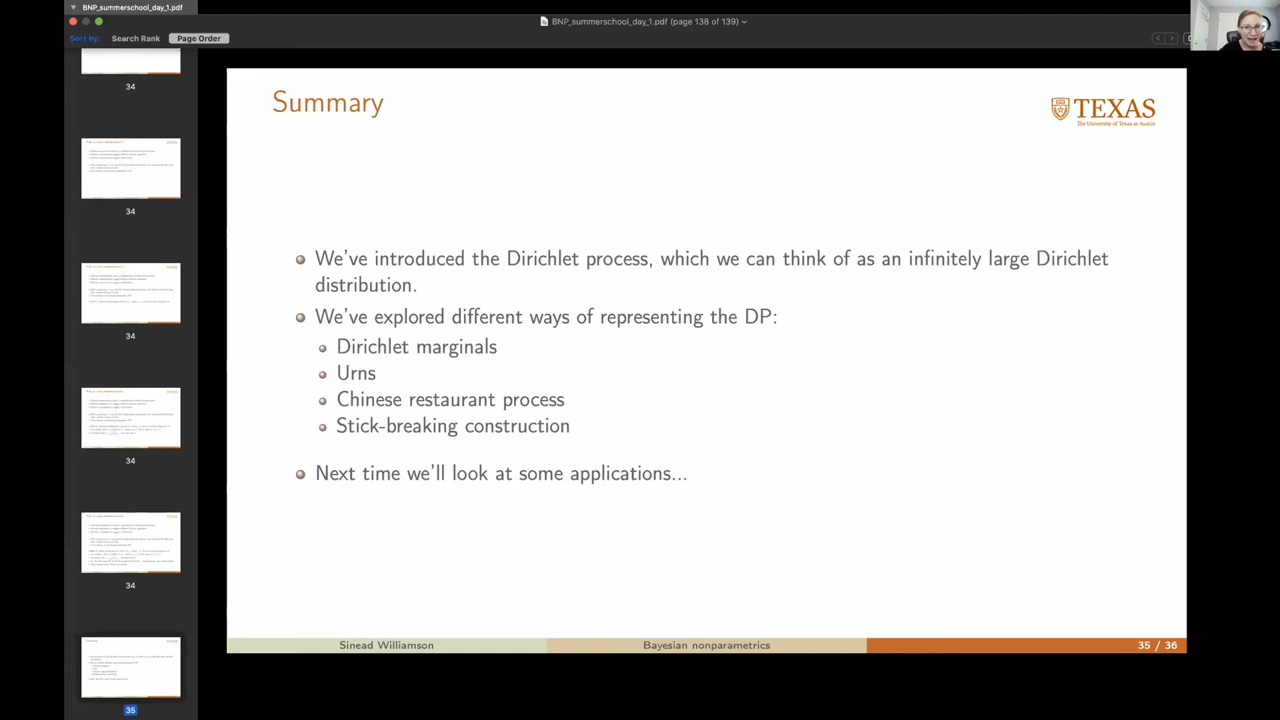 BNP_summerschool_day_1.pdf
BNP_summerschool_day_1.pdf (page 138 of 139)
Sort by:
Search Rank
Page Order
34
34
34
34
34
35
Summary
TEXAS
The University of Texas at Austin
We've introduced the Dirichlet process, which we can think of as an infinitely large Dirichlet
distribution.
We've explored different ways of representing the DP:
Dirichlet marginals
Urns
Chinese restaurant process
Stick-breaking construction
Next time we'll look at some applications...
Sinead Williamson
Bayesian nonparametrics
35 / 36